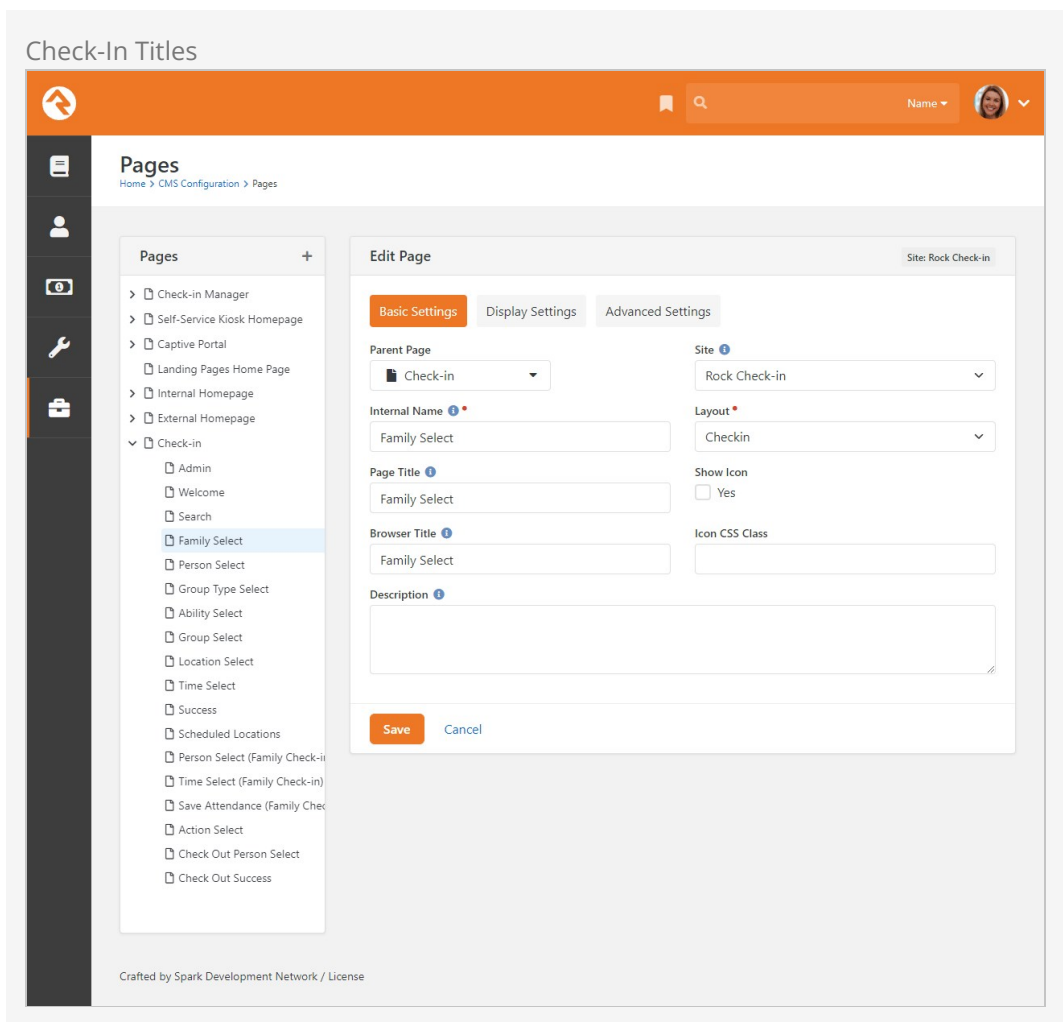 Check-In Titles
Name
Pages
Home > CMS Configuration > Pages
Pages +
Check-in Manager
Self-Service Kiosk Homepage
Captive Portal
Landing Pages Home Page
Internal Homepage
External Homepage
Check-in
Admin
Welcome
Search
Family Select
Person Select
Group Type Select
Ability Select
Group Select
Location Select
Time Select
Success
Scheduled Locations
Person Select (Family Check-in
Time Select (Family Check-in)
Save Attendance (Family Chec
Action Select
Check Out Person Select
Check Out Success
Edit Page
Site: Rock Check-in
Basic Settings Display Settings Advanced Settings
Parent Page
Check-in
Site
Rock Check-in
Internal Name
Family Select
Layout
Checkin
Page Title
Family Select
Show Icon
Yes
Browser Title
Family Select
Icon CSS Class
Description
Save Cancel
Crafted by Spark Development Network / License